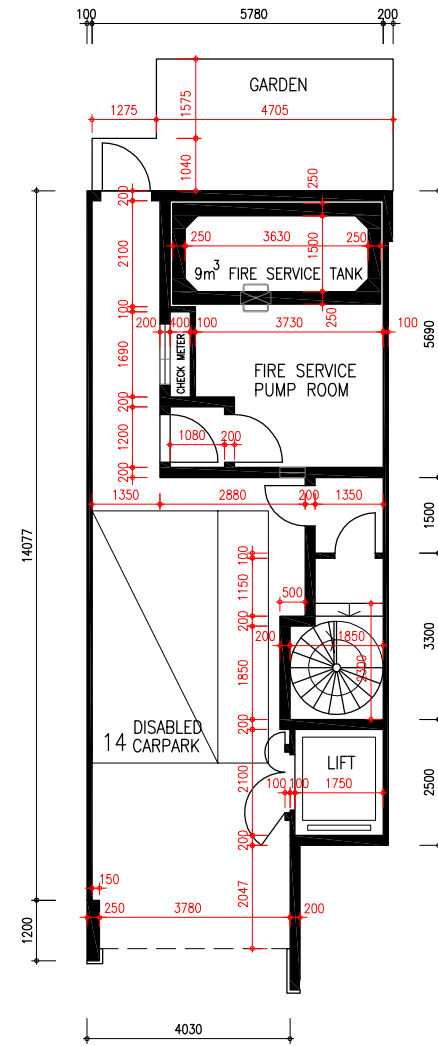 100 5780 200
GARDEN
1275 1575 4705
1040
200 250
250 3630 250
1500
2100
9m³ FIRE SERVICE TANK
250
100
200 400 100 3730 100
5690
1690
CHECK METER
FIRE SERVICE
PUMP ROOM
200
1080 200
1200
200
1350 2880 200 1350
1500
14077
100
1150
500
200
200 1850
3300
1850
2300
200
DISABLED
14 CARPARK
LIFT
2100
100 100 1750
2500
200
150
2047
250 3780 200
1200
4030